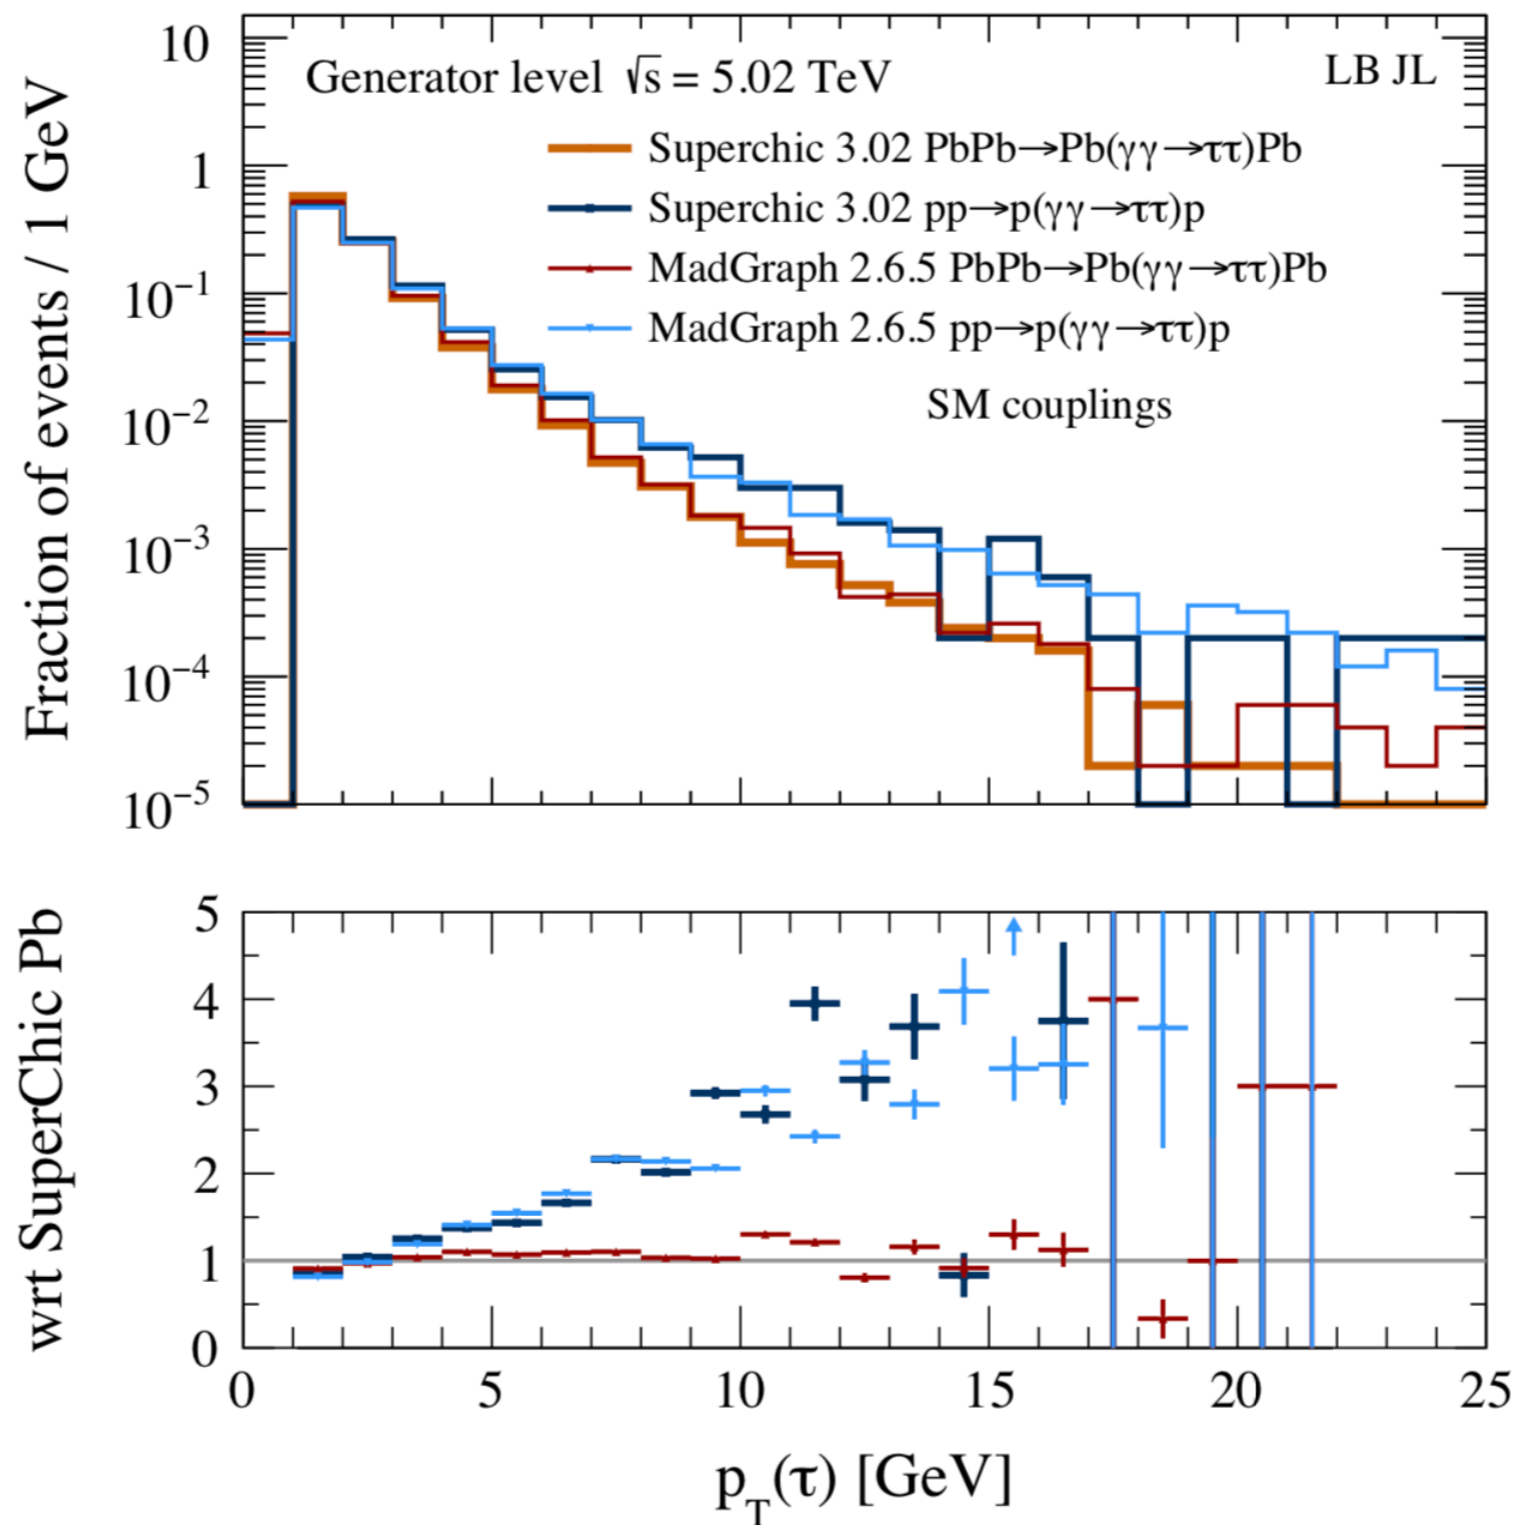 Fraction of events / 1 GeV
10
1
10⁻¹
10⁻²
10⁻³
10⁻⁴
10⁻⁵
Generator level √s = 5.02 TeV
LB JL
Superchic 3.02 PbPb→Pb(γγ→ττ)Pb
Superchic 3.02 pp→p(γγ→ττ)p
MadGraph 2.6.5 PbPb→Pb(γγ→ττ)Pb
MadGraph 2.6.5 pp→p(γγ→ττ)p
SM couplings
wrt SuperChic Pb
5
4
3
2
1
0
0 5 10 15 20 25
p_T(τ) [GeV]